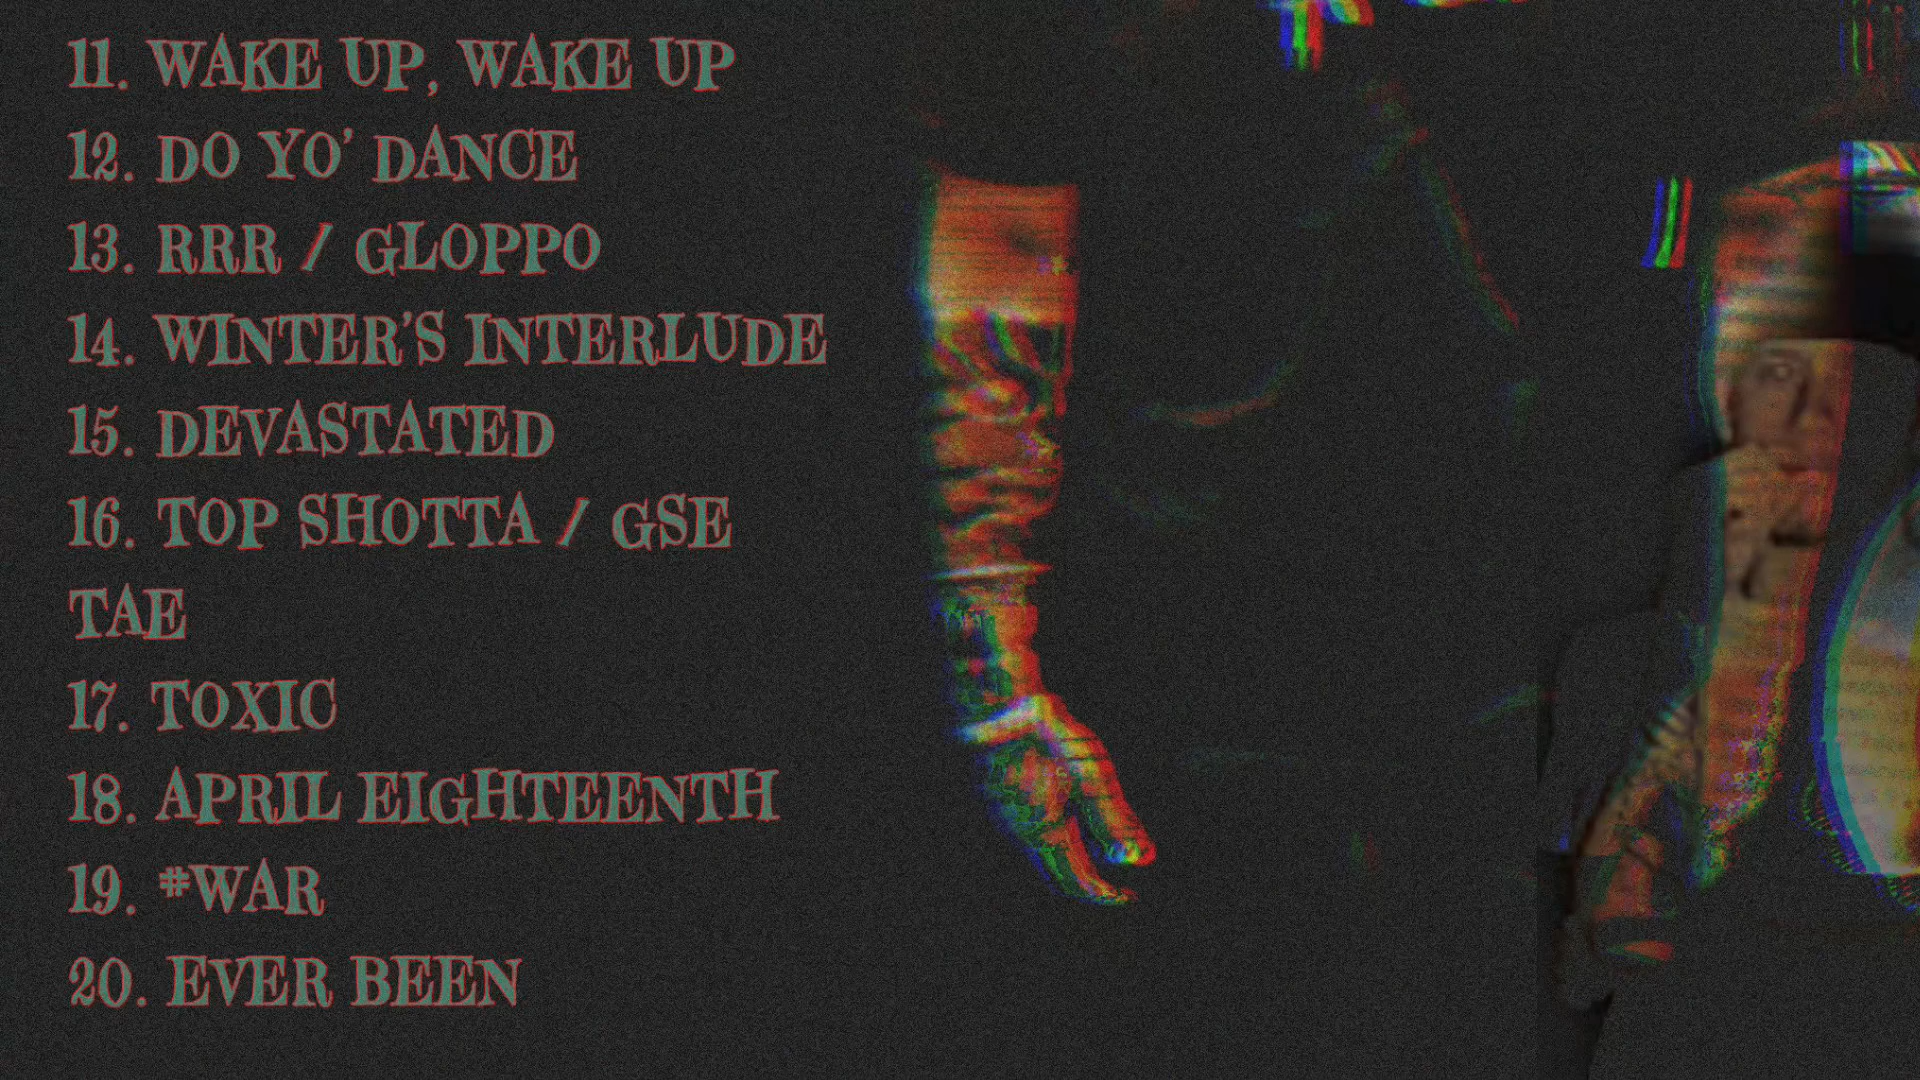 11. WAKE UP, WAKE UP
12. DO YO' DANCE
13. RRR / GLOPPO
14. WINTER'S INTERLUDE
15. DEVASTATED
16. TOP SHOTTA / GSE
TAE
17. TOXIC
18. APRIL EIGHTEENTH
19. #WAR
20. EVER BEEN